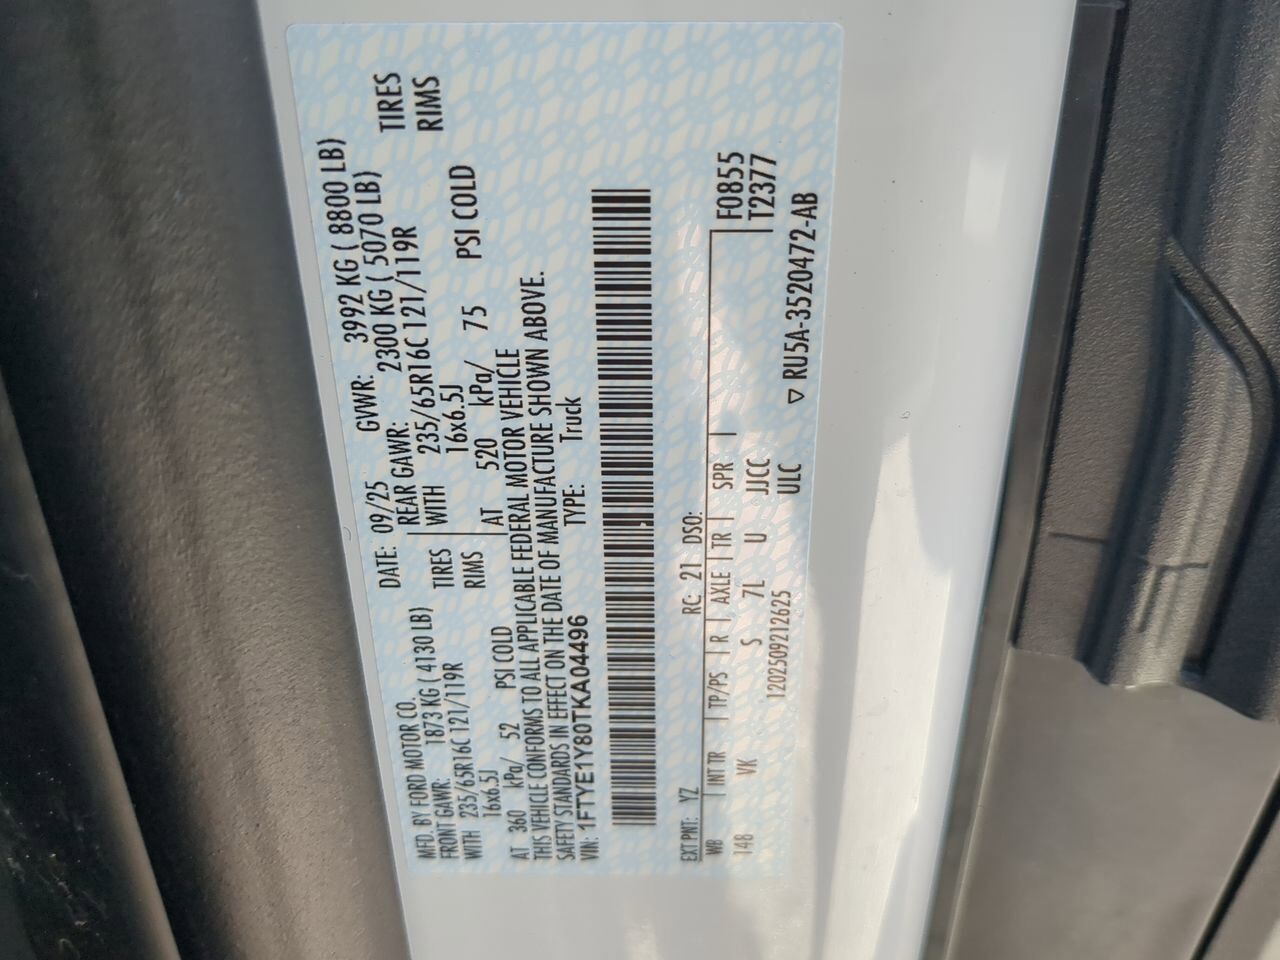 MFD. BY FORD MOTOR CO. DATE: 09/25 GVWR: 3992 KG ( 8800 LB)
FRONT GAWR: 1873 KG ( 4130 LB) REAR GAWR: 2300 KG ( 5070 LB)
WITH 235/65R16C 121/119R TIRES WITH 235/65R16C 121/119R TIRES
16x6.5J RIMS 16x6.5J RIMS
AT 360 kPa/ 52 PSI COLD AT 520 kPa/ 75 PSI COLD
THIS VEHICLE CONFORMS TO ALL APPLICABLE FEDERAL MOTOR VEHICLE
SAFETY STANDARDS IN EFFECT ON THE DATE OF MANUFACTURE SHOWN ABOVE.
VIN: 1FTYE1Y80TKA04496 TYPE: Truck
EXT PNT: YZ RC: 21 DSO: F0855
WB | INT TR | TP/PS | R | AXLE | TR | SPR | T2377
148 VK S 7L U JJCC
1202509212625 ULC ▽ RU5A-3520472-AB